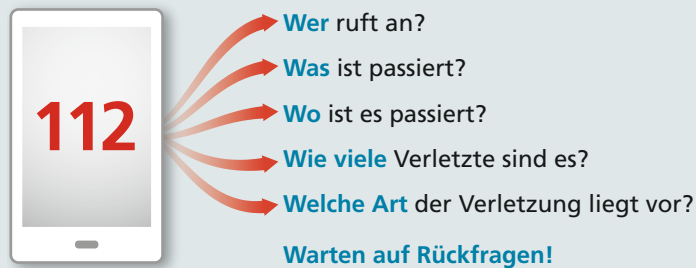 112
Wer ruft an?
Was ist passiert?
Wo ist es passiert?
Wie viele Verletzte sind es?
Welche Art der Verletzung liegt vor?
Warten auf Rückfragen!